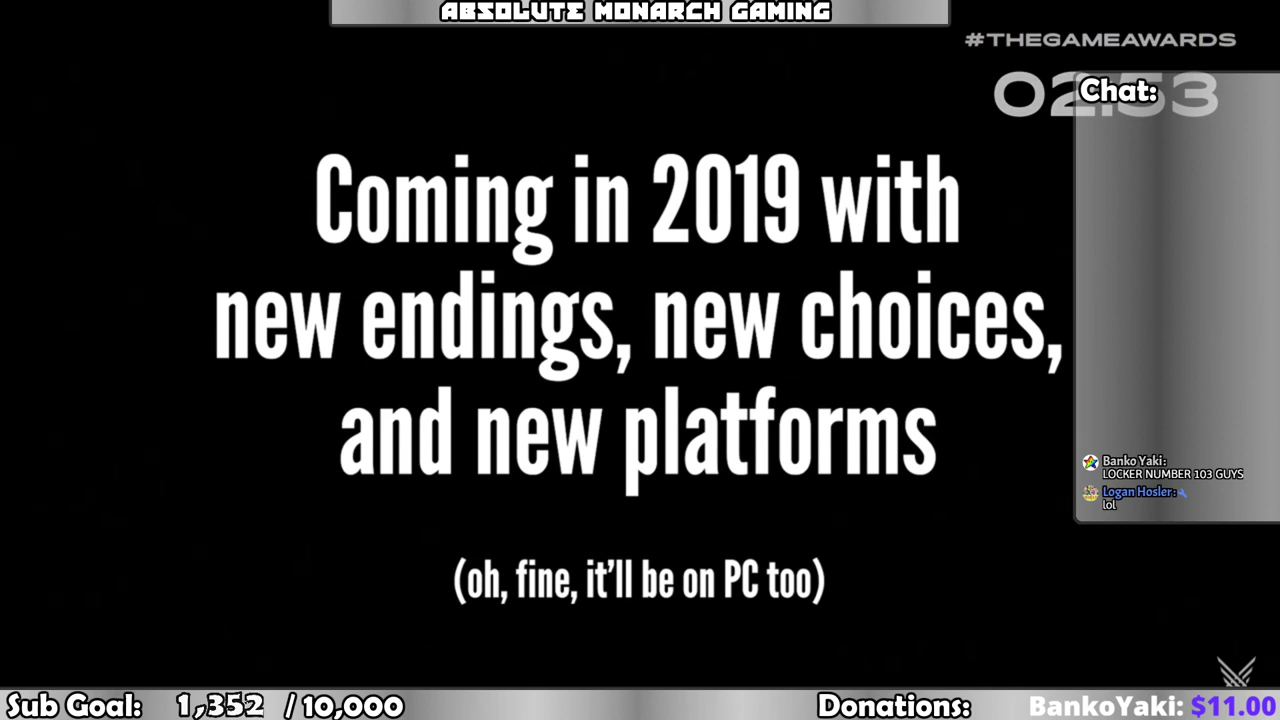 ABSOLUTE MONARCH GAMING
#THEGAMEAWARDS
02:53
Chat:
Coming in 2019 with
new endings, new choices,
and new platforms
(oh, fine, it'll be on PC too)
Banko Yaki:
LOCKER NUMBER 103 GUYS
Logan Hosler:
lol
Sub Goal: 1,352 / 10,000
Donations: BankoYaki: $11.00